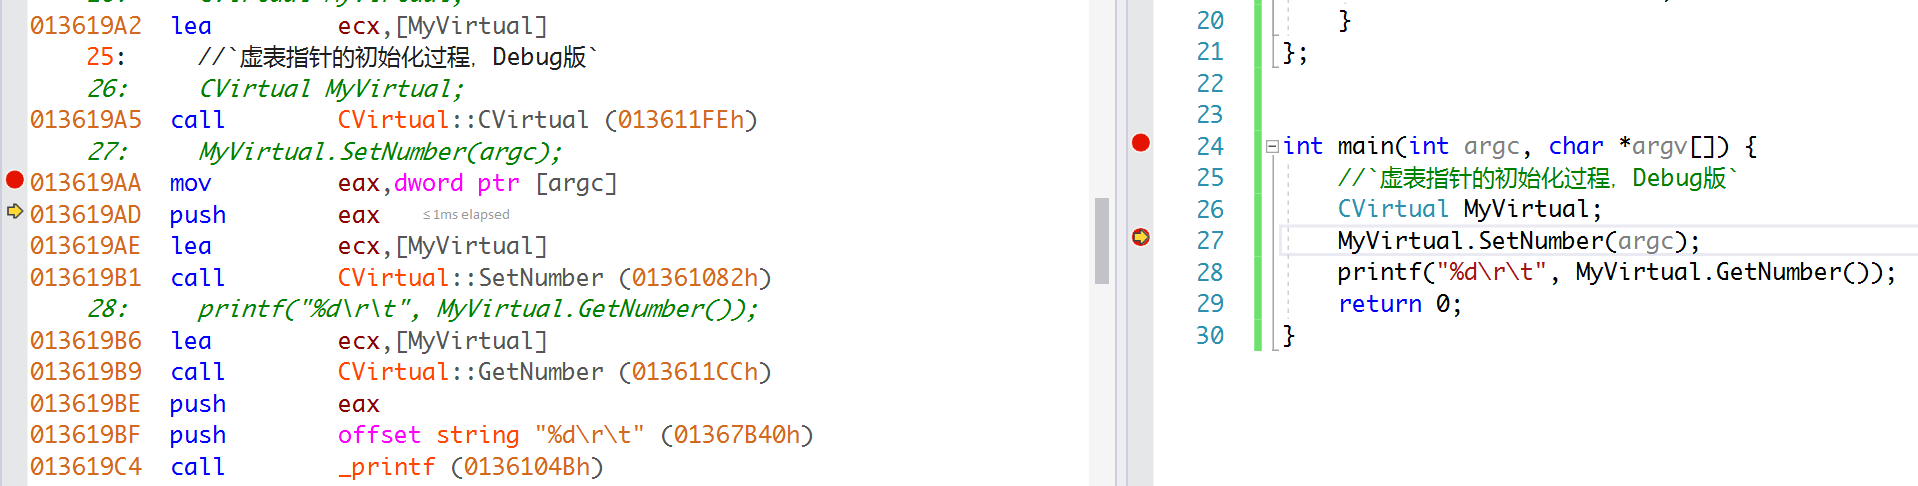 013619A2 lea ecx,[MyVirtual]
25: //`虚表指针的初始化过程，Debug版`
26: CVirtual MyVirtual;
013619A5 call CVirtual::CVirtual (013611FEh)
27: MyVirtual.SetNumber(argc);
013619AA mov eax,dword ptr [argc]
013619AD push eax ≤1ms elapsed
013619AE lea ecx,[MyVirtual]
013619B1 call CVirtual::SetNumber (01361082h)
28: printf("%d\r\t", MyVirtual.GetNumber());
013619B6 lea ecx,[MyVirtual]
013619B9 call CVirtual::GetNumber (013611CCh)
013619BE push eax
013619BF push offset string "%d\r\t" (01367B40h)
013619C4 call _printf (0136104Bh)
20 }
21 };
22
23
24 int main(int argc, char *argv[]) {
25 //`虚表指针的初始化过程，Debug版`
26 CVirtual MyVirtual;
27 MyVirtual.SetNumber(argc);
28 printf("%d\r\t", MyVirtual.GetNumber());
29 return 0;
30 }